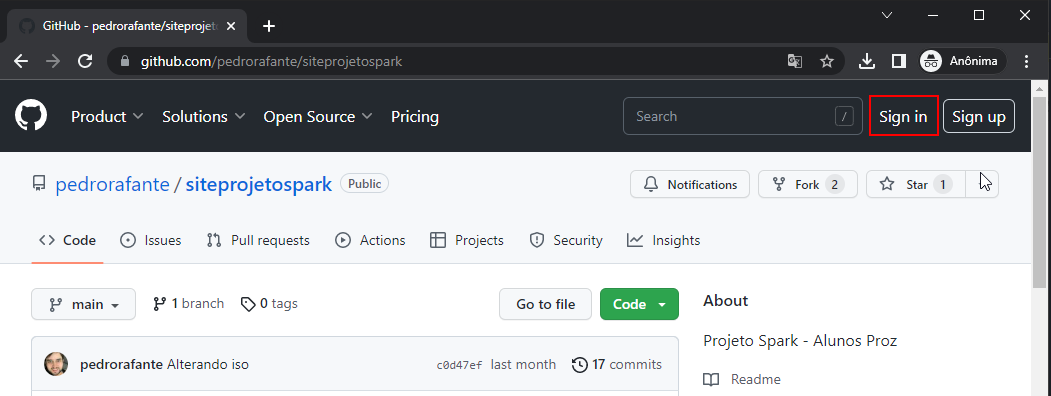 GitHub - pedrorafante/siteprojeto
github.com/pedrorafante/siteprojetospark
Anônima
Product Solutions Open Source Pricing Search / Sign in Sign up
pedrorafante / siteprojetospark Public Notifications Fork 2 Star 1
Code Issues Pull requests Actions Projects Security Insights
main 1 branch 0 tags Go to file Code About
Projeto Spark - Alunos Proz
pedrorafante Alterando iso c0d47ef last month 17 commits
Readme